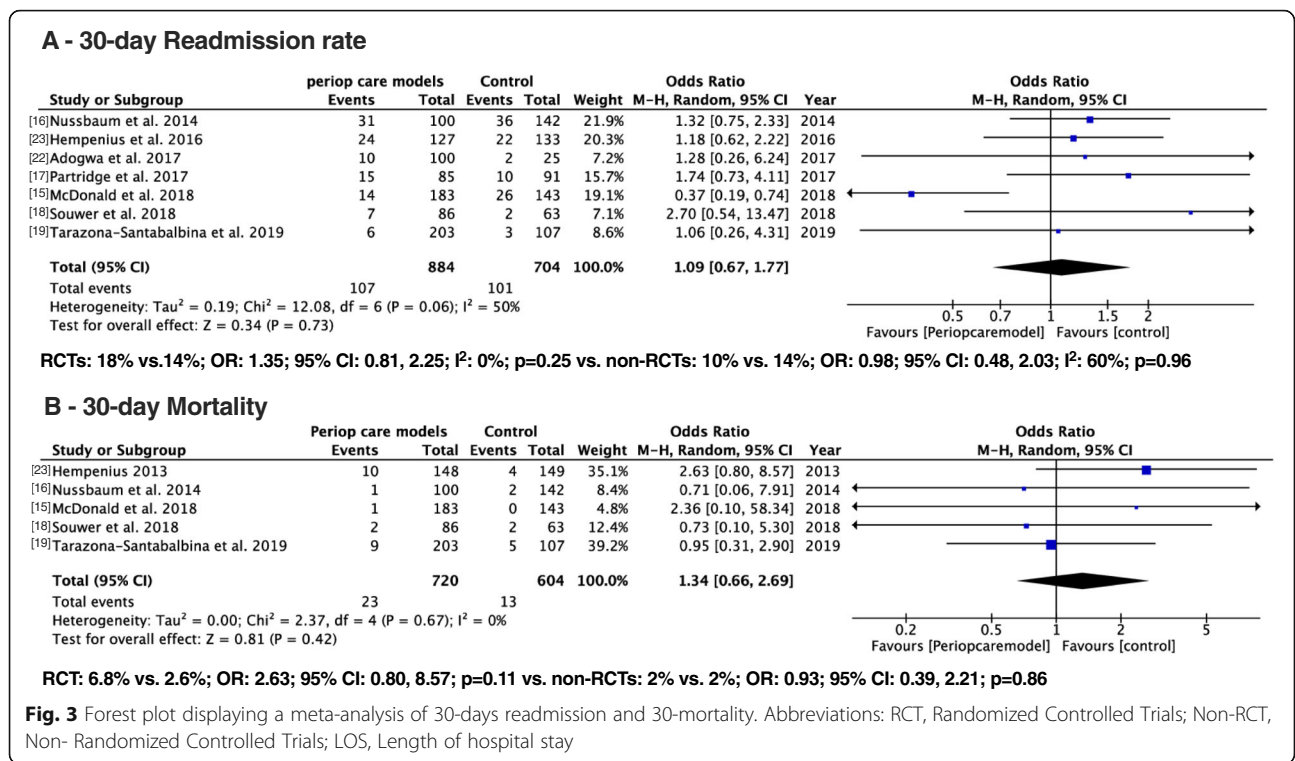 A - 30-day Readmission rate
periop care models Control Odds Ratio Odds Ratio
Study or Subgroup Events Total Events Total Weight M-H, Random, 95% CI Year M-H, Random, 95% CI
[16]Nussbaum et al. 2014 31 100 36 142 21.9% 1.32 [0.75, 2.33] 2014
[23]Hempenius et al. 2016 24 127 22 133 20.3% 1.18 [0.62, 2.22] 2016
[22]Adogwa et al. 2017 10 100 2 25 7.2% 1.28 [0.26, 6.24] 2017
[17]Partridge et al. 2017 15 85 10 91 15.7% 1.74 [0.73, 4.11] 2017
[15]McDonald et al. 2018 14 183 26 143 19.1% 0.37 [0.19, 0.74] 2018
[18]Souwer et al. 2018 7 86 2 63 7.1% 2.70 [0.54, 13.47] 2018
[19]Tarazona-Santabalbina et al. 2019 6 203 3 107 8.6% 1.06 [0.26, 4.31] 2019
Total (95% CI) 884 704 100.0% 1.09 [0.67, 1.77]
Total events 107 101
Heterogeneity: Tau² = 0.19; Chi² = 12.08, df = 6 (P = 0.06); I² = 50%
Test for overall effect: Z = 0.34 (P = 0.73)
0.5 0.7 1 1.5 2
Favours [Periopcaremodel] Favours [control]
RCTs: 18% vs.14%; OR: 1.35; 95% CI: 0.81, 2.25; I²: 0%; p=0.25 vs. non-RCTs: 10% vs. 14%; OR: 0.98; 95% CI: 0.48, 2.03; I²: 60%; p=0.96
B - 30-day Mortality
Periop care models Control Odds Ratio Odds Ratio
Study or Subgroup Events Total Events Total Weight M-H, Random, 95% CI Year M-H, Random, 95% CI
[23]Hempenius 2013 10 148 4 149 35.1% 2.63 [0.80, 8.57] 2013
[16]Nussbaum et al. 2014 1 100 2 142 8.4% 0.71 [0.06, 7.91] 2014
[15]McDonald et al. 2018 1 183 0 143 4.8% 2.36 [0.10, 58.34] 2018
[18]Souwer et al. 2018 2 86 2 63 12.4% 0.73 [0.10, 5.30] 2018
[19]Tarazona-Santabalbina et al. 2019 9 203 5 107 39.2% 0.95 [0.31, 2.90] 2019
Total (95% CI) 720 604 100.0% 1.34 [0.66, 2.69]
Total events 23 13
Heterogeneity: Tau² = 0.00; Chi² = 2.37, df = 4 (P = 0.67); I² = 0%
Test for overall effect: Z = 0.81 (P = 0.42)
0.2 0.5 1 2 5
Favours [Periopcaremodel] Favours [control]
RCT: 6.8% vs. 2.6%; OR: 2.63; 95% CI: 0.80, 8.57; p=0.11 vs. non-RCTs: 2% vs. 2%; OR: 0.93; 95% CI: 0.39, 2.21; p=0.86
Fig. 3 Forest plot displaying a meta-analysis of 30-days readmission and 30-mortality. Abbreviations: RCT, Randomized Controlled Trials; Non-RCT,
Non- Randomized Controlled Trials; LOS, Length of hospital stay